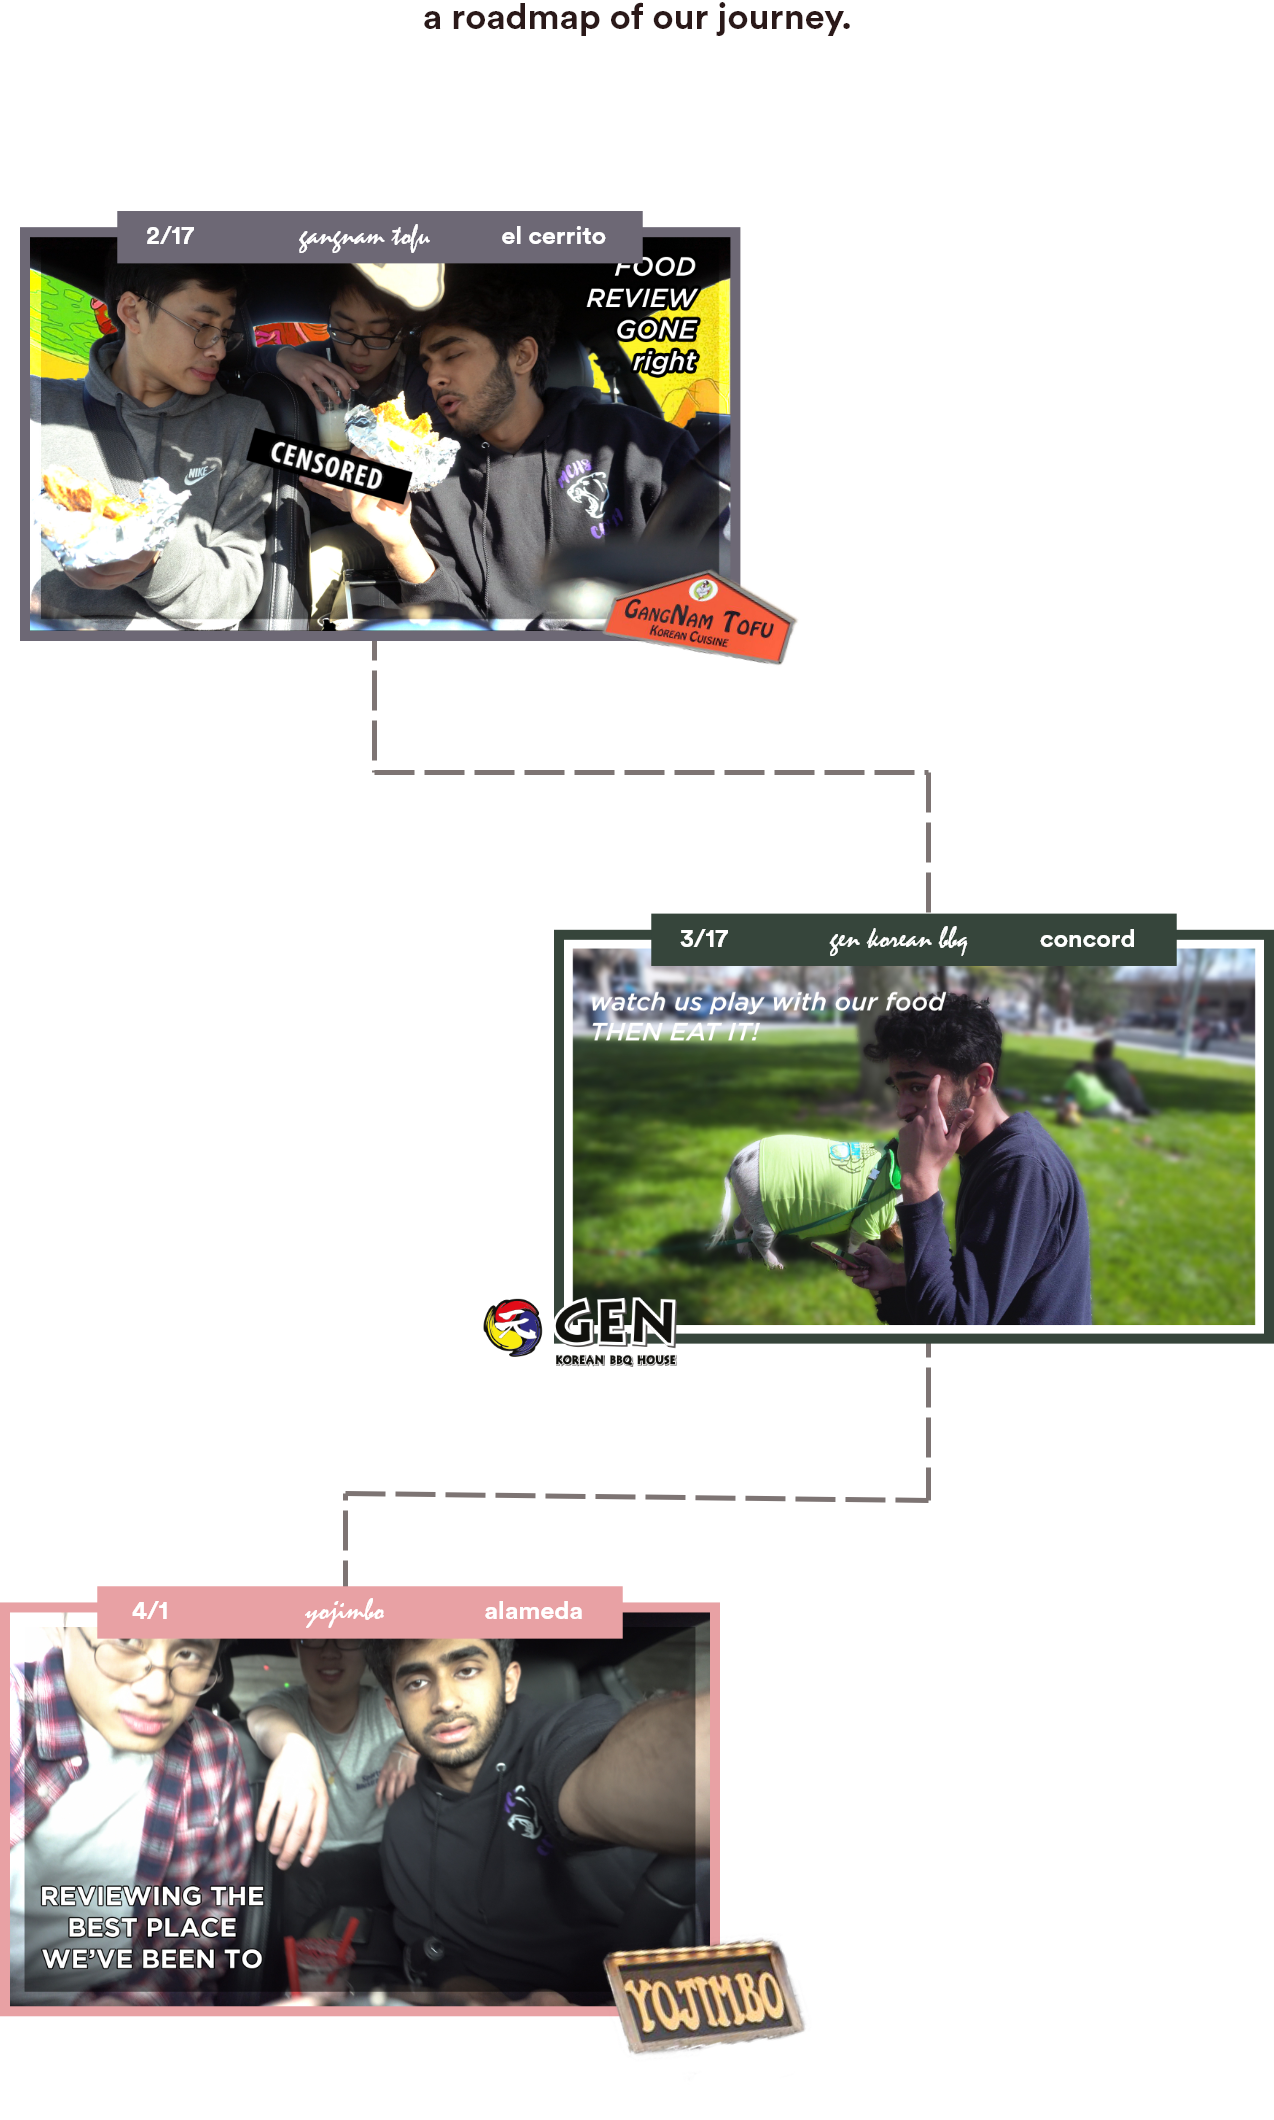 a roadmap of our journey.
2/17 gangnam tofu el cerrito
FOOD
REVIEW
GONE
right
CENSORED
NIKE
GANGNAM TOFU
KOREAN CUISINE
3/17 gen korean bbq concord
watch us play with our food
THEN EAT IT!
GEN
KOREAN BBQ HOUSE
4/1 yojimbo alameda
REVIEWING THE
BEST PLACE
WE'VE BEEN TO
YOJIMBO